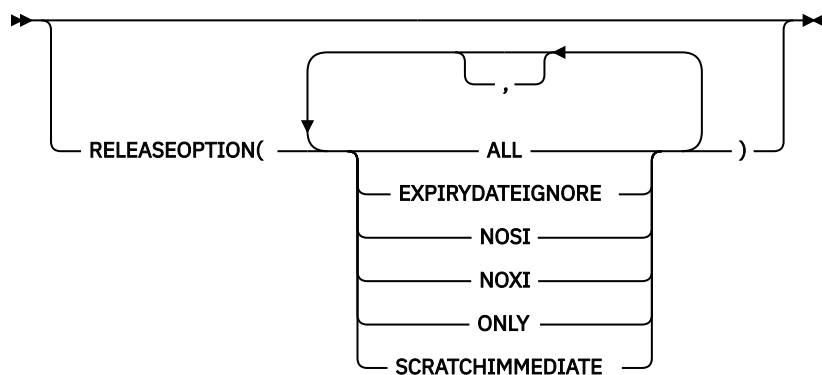 ,
RELEASEOPTION( ALL )
EXPIRYDATEIGNORE
NOSI
NOXI
ONLY
SCRATCHIMMEDIATE